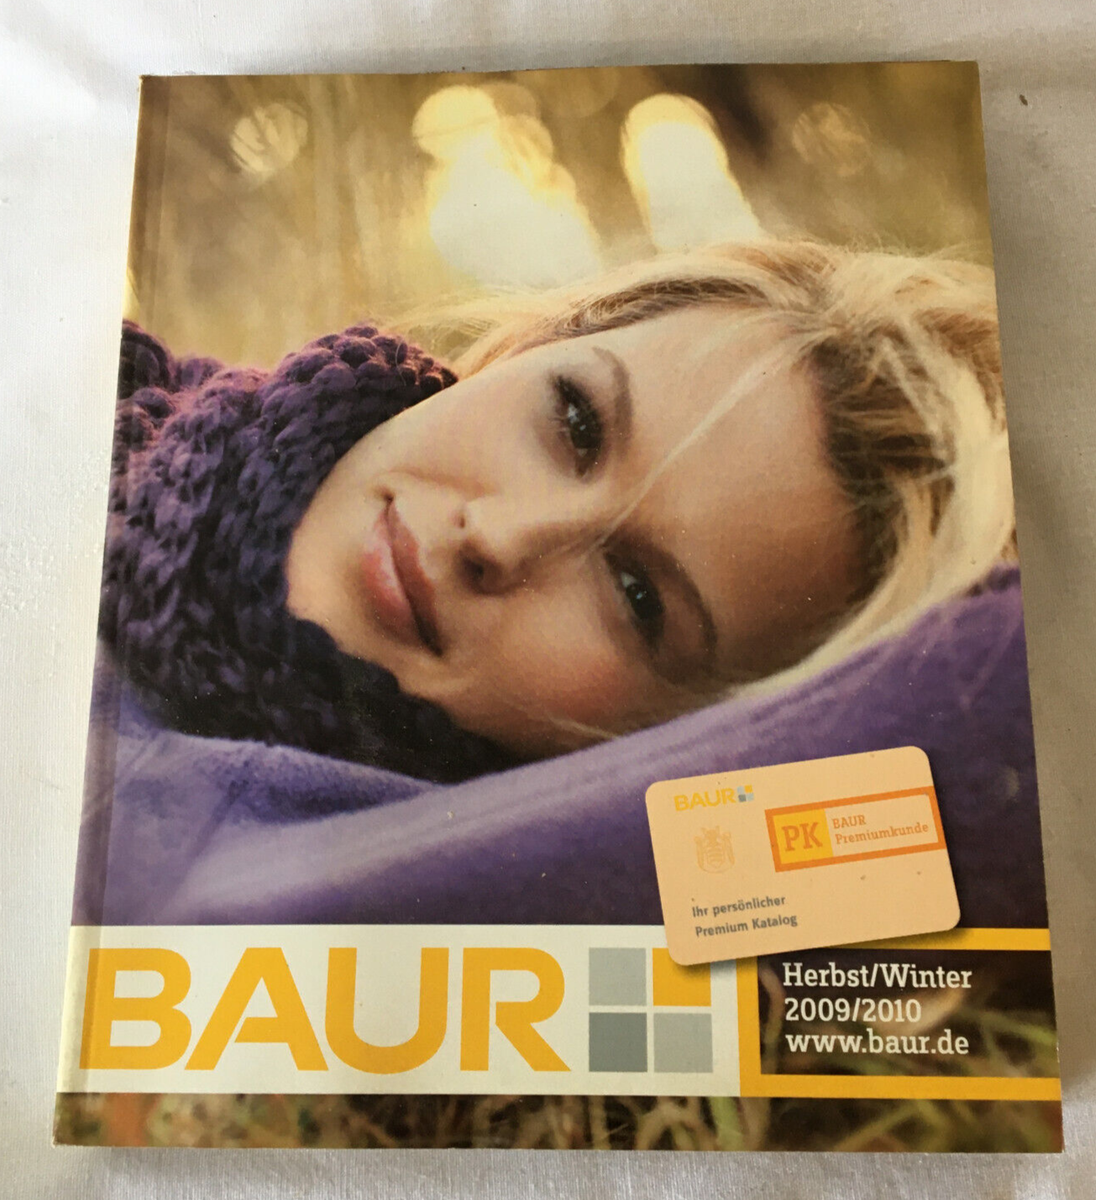 BAUR
PK
BAUR
Premiumkunde
Ihr persönlicher
Premium Katalog
BAUR
Herbst/Winter
2009/2010
www.baur.de